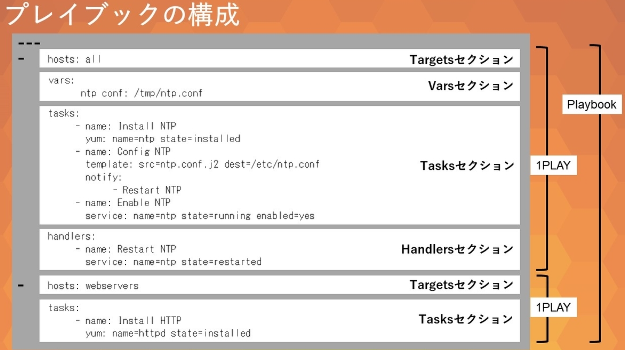 プレイブックの構成
---
- hosts: all
Targetsセクション
vars:
ntp conf: /tmp/ntp.conf
Varsセクション
tasks:
- name: Install NTP
yum: name=ntp state=installed
- name: Config NTP
template: src=ntp.conf.j2 dest=/etc/ntp.conf
notify:
- Restart NTP
- name: Enable NTP
service: name=ntp state=running enabled=yes
Tasksセクション
handlers:
- name: Restart NTP
service: name=ntp state=restarted
Handlersセクション
- hosts: webservers
Targetsセクション
tasks:
- name: Install HTTP
yum: name=httpd state=installed
Tasksセクション
1PLAY
1PLAY
Playbook